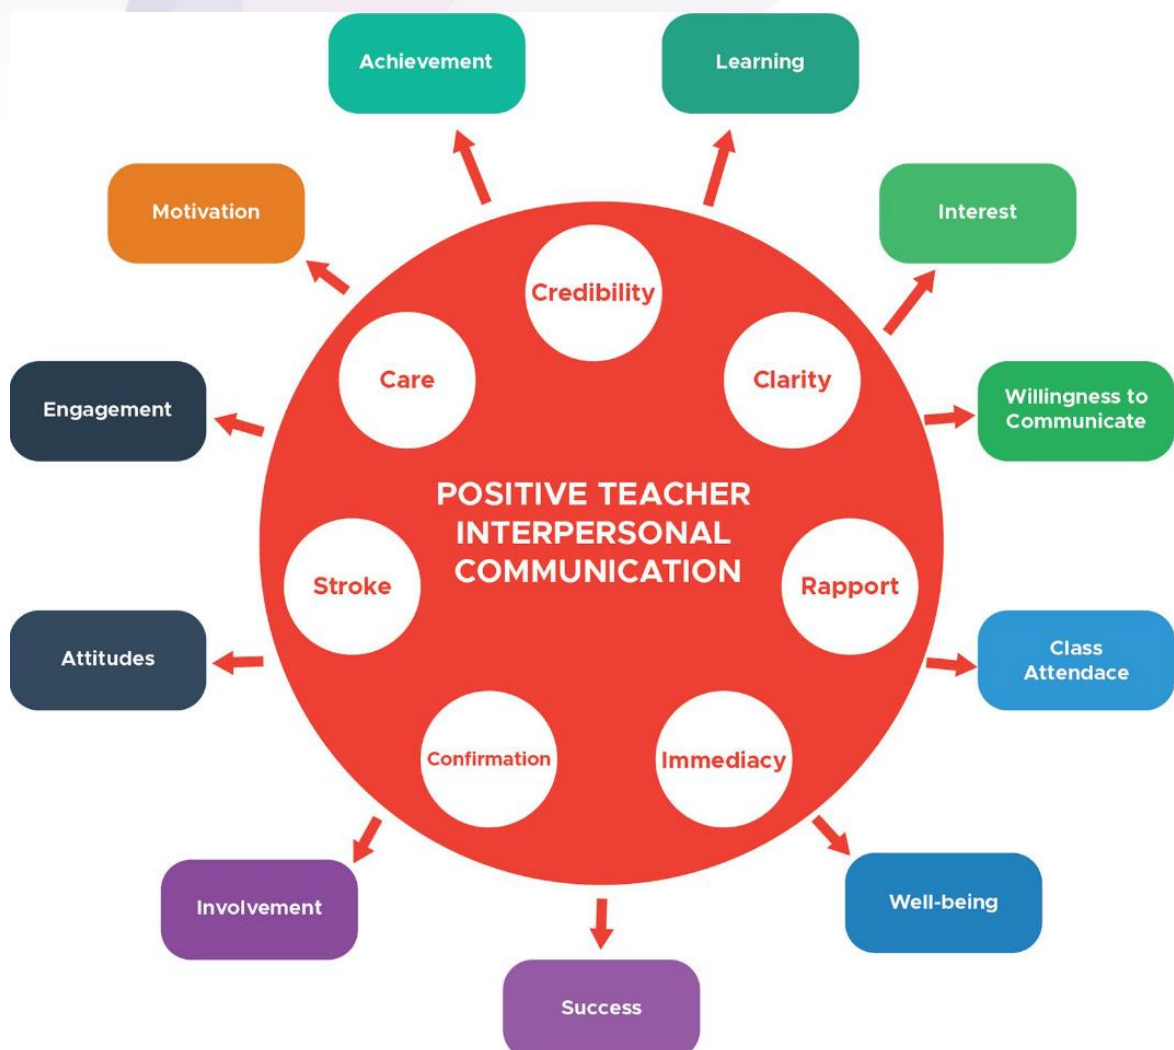 Achievement
Learning
Motivation
Interest
Credibility
Care
Clarity
Engagement
Willingness to
Communicate
POSITIVE TEACHER
INTERPERSONAL
COMMUNICATION
Stroke
Rapport
Attitudes
Class
Attendace
Confirmation
Immediacy
Involvement
Well-being
Success